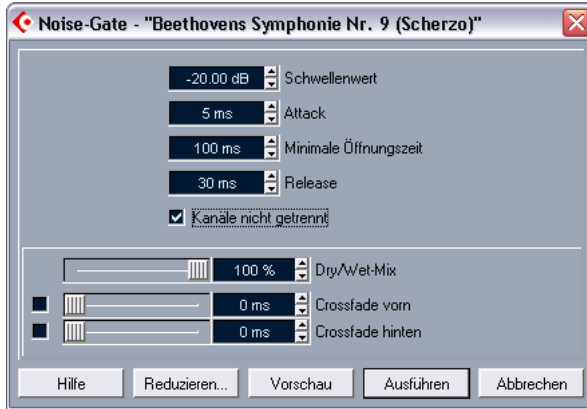 Noise-Gate - "Beethovens Symphonie Nr. 9 (Scherzo)"
-20.00 dB Schwellenwert
5 ms Attack
100 ms Minimale Öffnungszeit
30 ms Release
Kanäle nicht getrennt
100 % Dry/Wet-Mix
0 ms Crossfade vorn
0 ms Crossfade hinten
Hilfe Reduzieren... Vorschau Ausführen Abbrechen